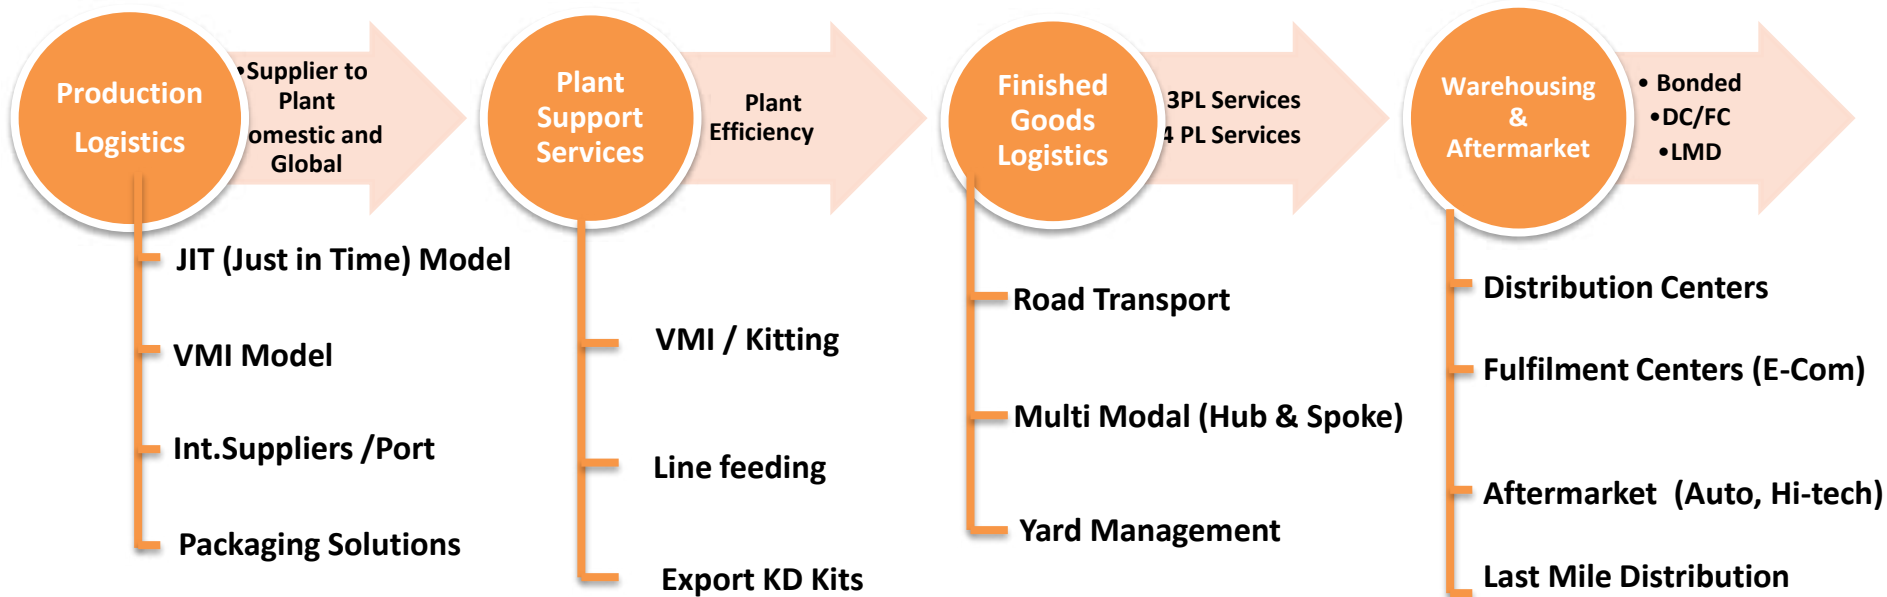 Production
Logistics
•Supplier to
Plant
omestic and
Global
JIT (Just in Time) Model
VMI Model
Int.Suppliers /Port
Packaging Solutions
Plant
Support
Services
Plant
Efficiency
VMI / Kitting
Line feeding
Export KD Kits
Finished
Goods
Logistics
3PL Services
4 PL Services
Road Transport
Multi Modal (Hub & Spoke)
Yard Management
Warehousing
&
Aftermarket
• Bonded
•DC/FC
•LMD
Distribution Centers
Fulfilment Centers (E-Com)
Aftermarket (Auto, Hi-tech)
Last Mile Distribution